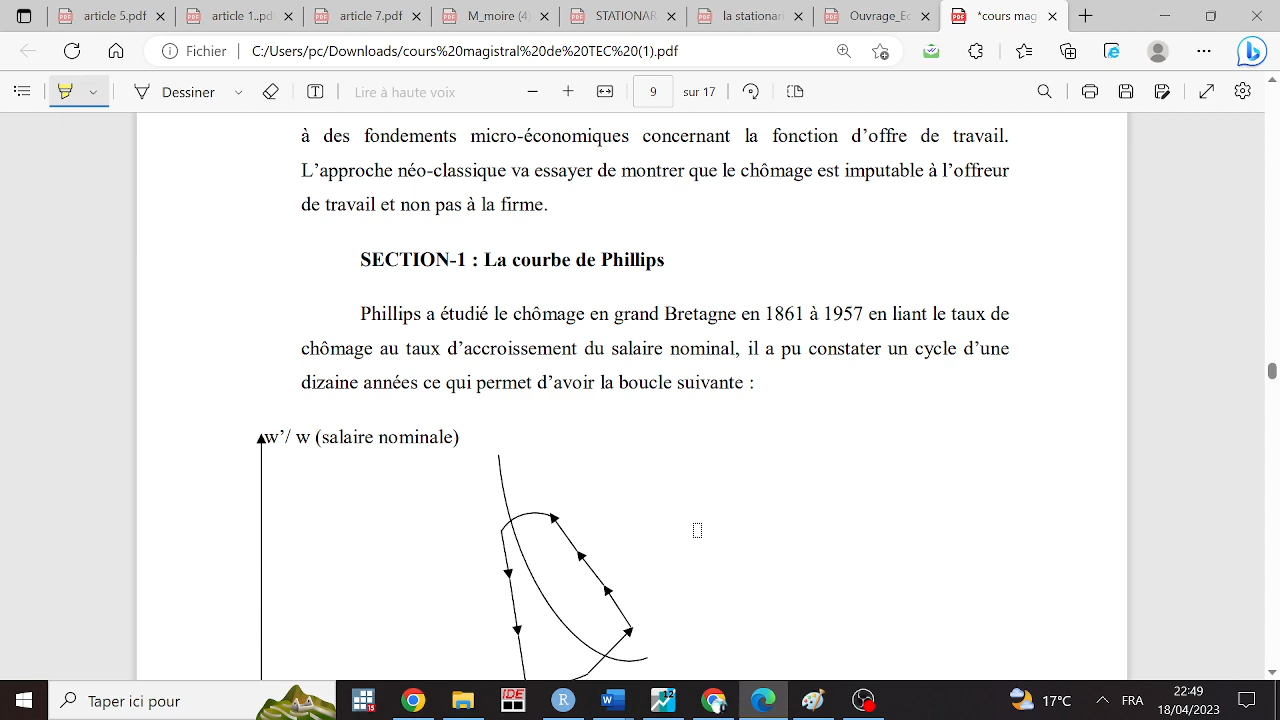 article 5.pdf
article 1.pd
article 7.pdf
M_moire (4)
STATIONAR
la stationar
Ouvrage_Ec
*cours mag
Fichier
C:/Users/pc/Downloads/cours%20magistral%20de%20TEC%20(1).pdf
Dessiner
Lire à haute voix
9 sur 17
à des fondements micro-économiques concernant la fonction d’offre de travail.
L’approche néo-classique va essayer de montrer que le chômage est imputable à l’offreur
de travail et non pas à la firme.
SECTION-1 : La courbe de Phillips
Phillips a étudié le chômage en grand Bretagne en 1861 à 1957 en liant le taux de
chômage au taux d’accroissement du salaire nominal, il a pu constater un cycle d’une
dizaine années ce qui permet d’avoir la boucle suivante :
w’/ w (salaire nominale)
Taper ici pour
15
IDE
R
W
12
17°C
FRA
22:49
18/04/2023